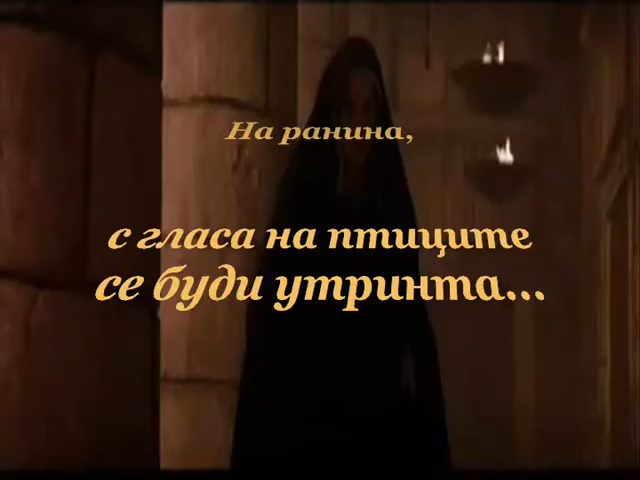 На ранина,
с гласа на птиците
се буди утринта...